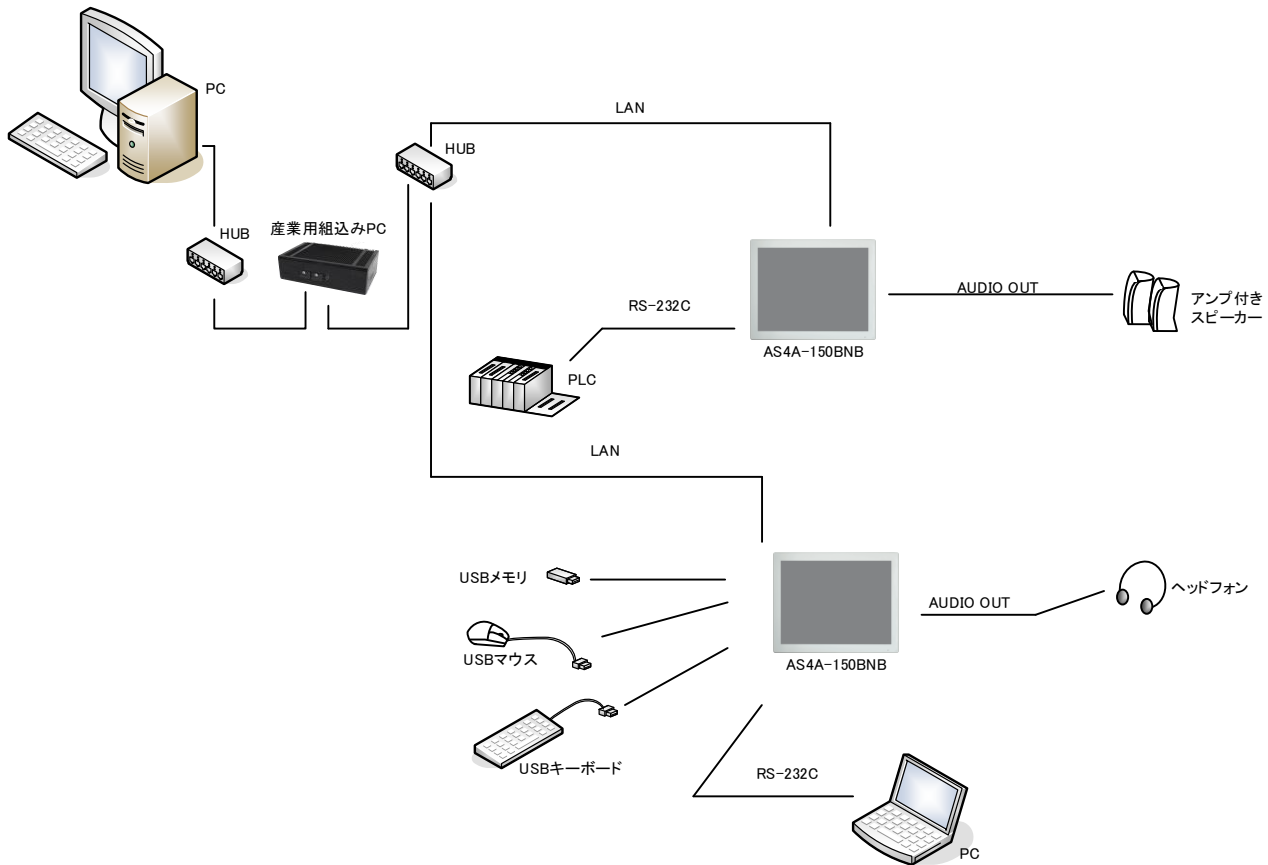 PC
LAN
HUB
HUB
産業用組込みPC
RS-232C
AUDIO OUT
アンプ付き
スピーカー
AS4A-150BNB
PLC
LAN
USBメモリ
ヘッドフォン
AUDIO OUT
USBマウス
AS4A-150BNB
USBキーボード
RS-232C
PC